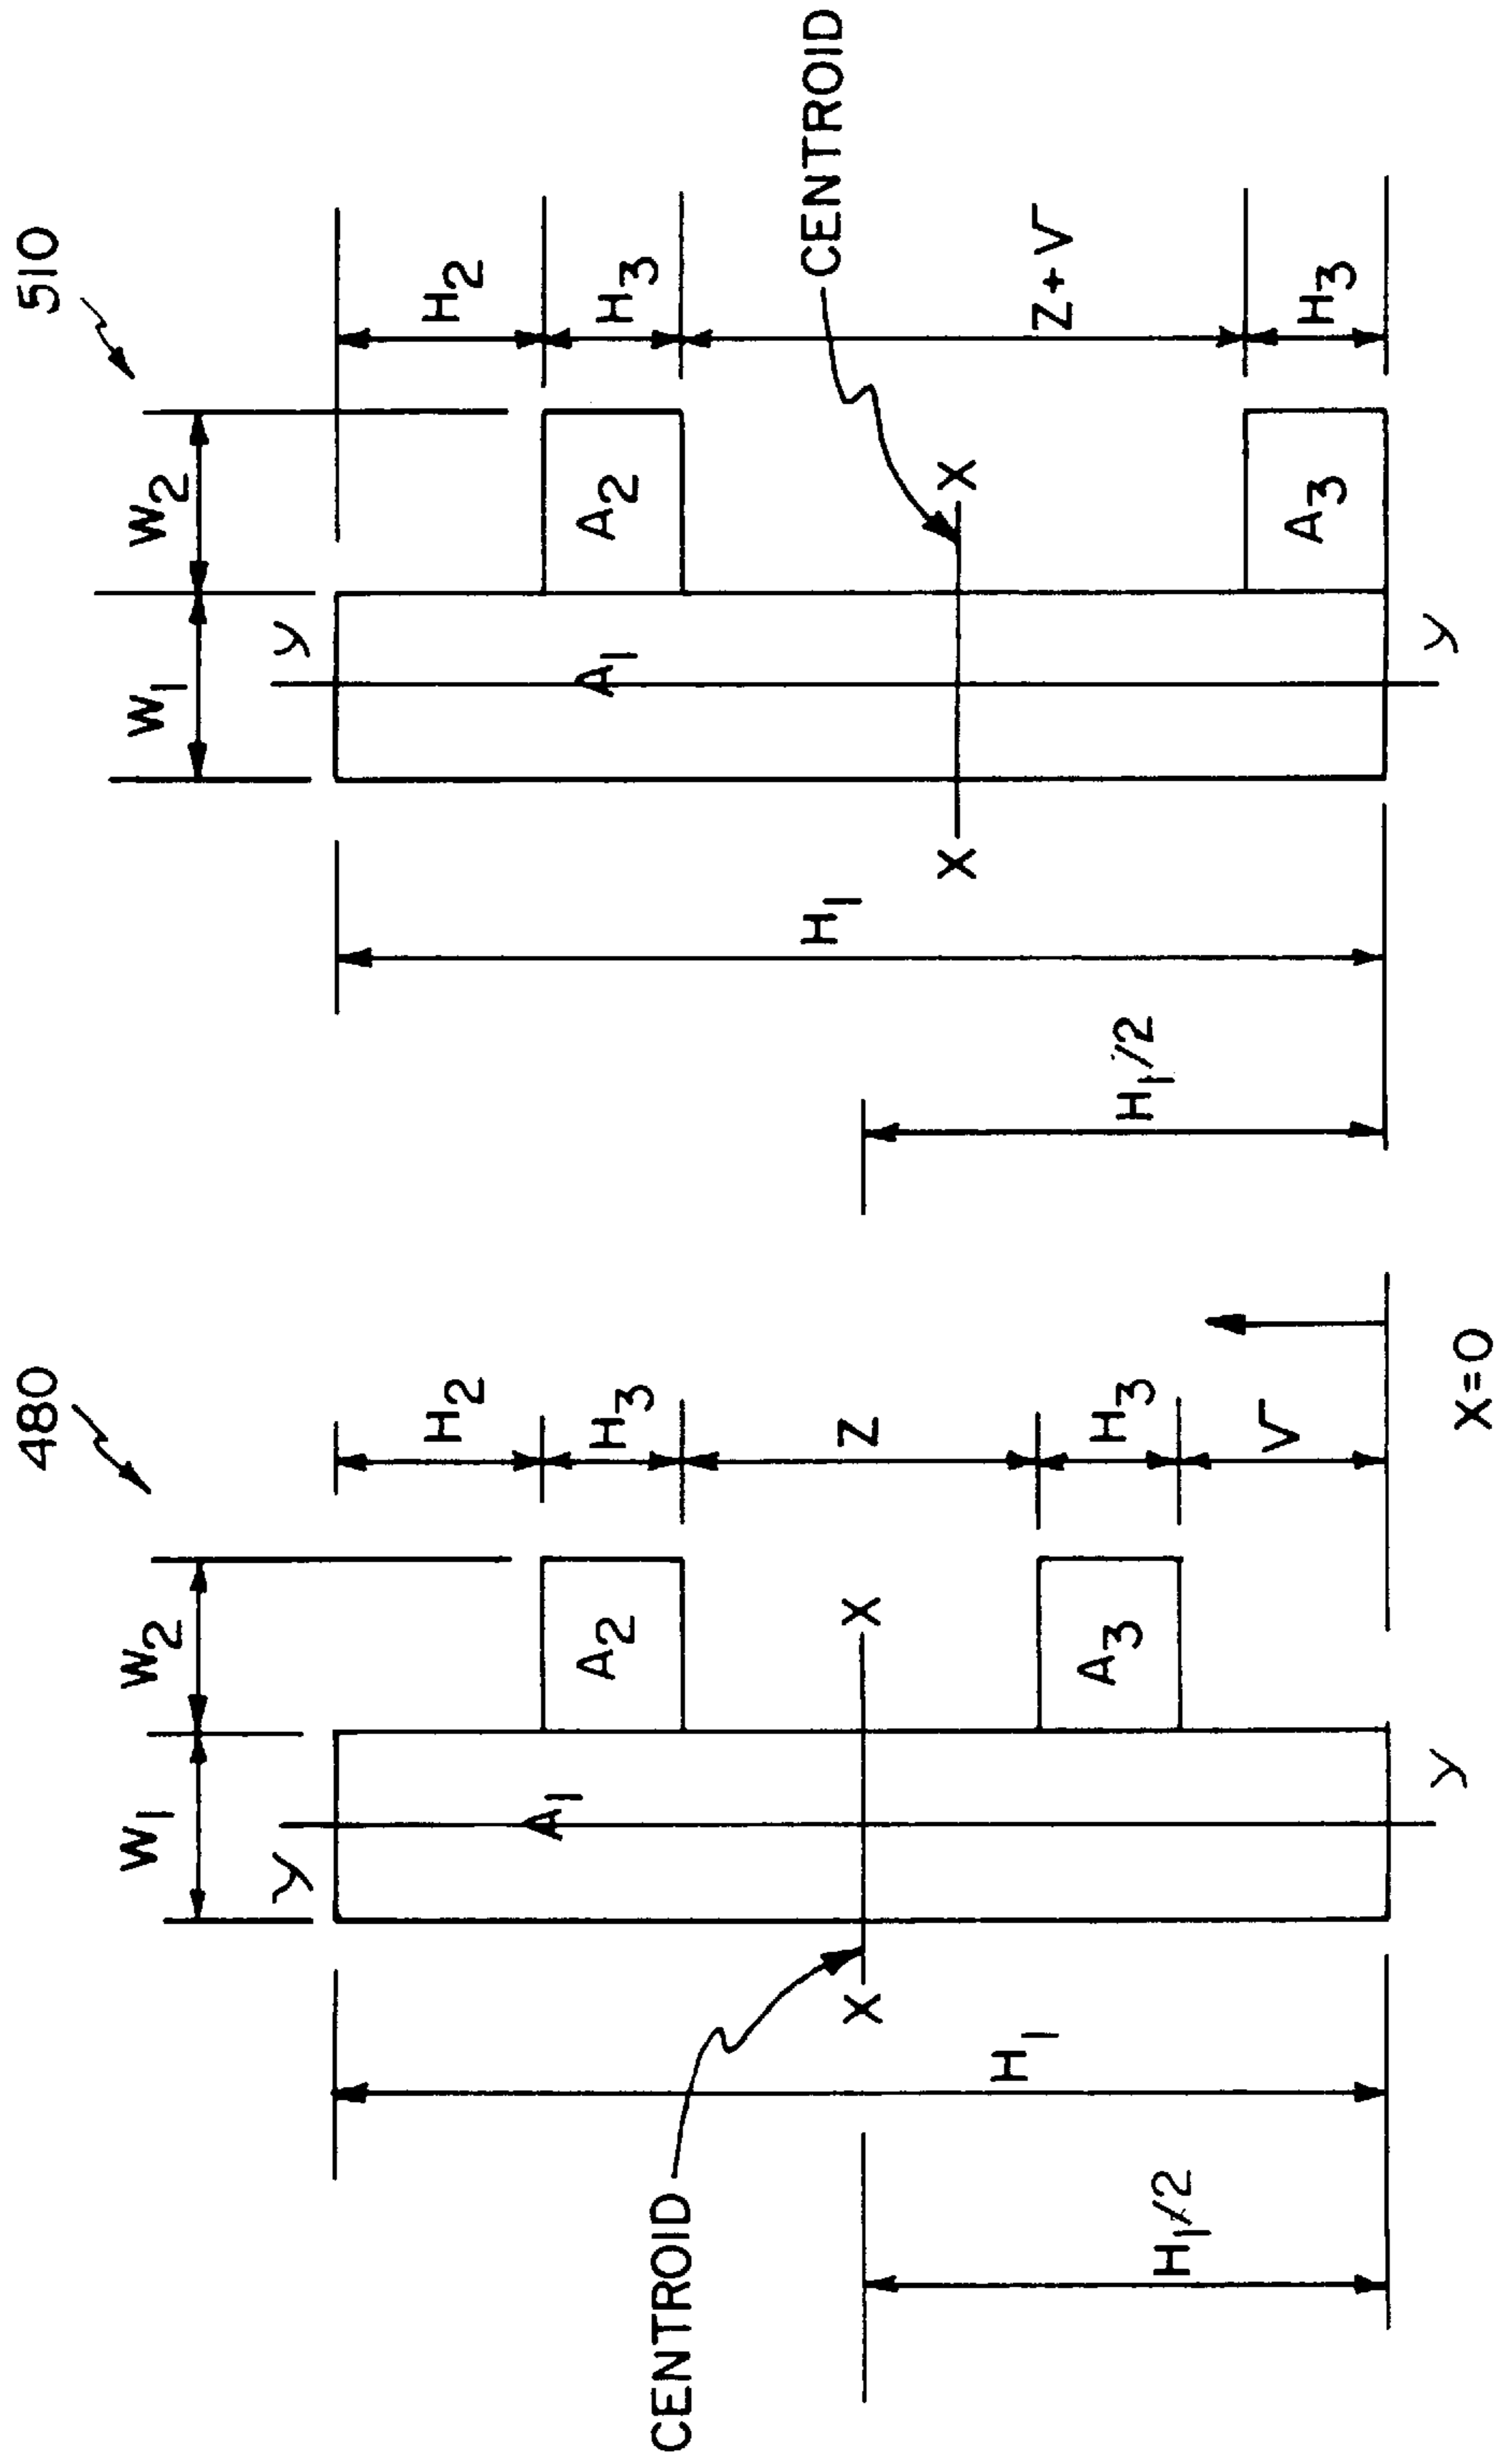 480
W1
W2
y
H2
A1
A2
H3
CENTROID
X
X
Z
H1
A3
H3
H1/2
V
y
X=0
510
W1
W2
y
H2
A1
A2
H3
CENTROID
H1
X
X
Z+V
H1/2
A3
H3
y